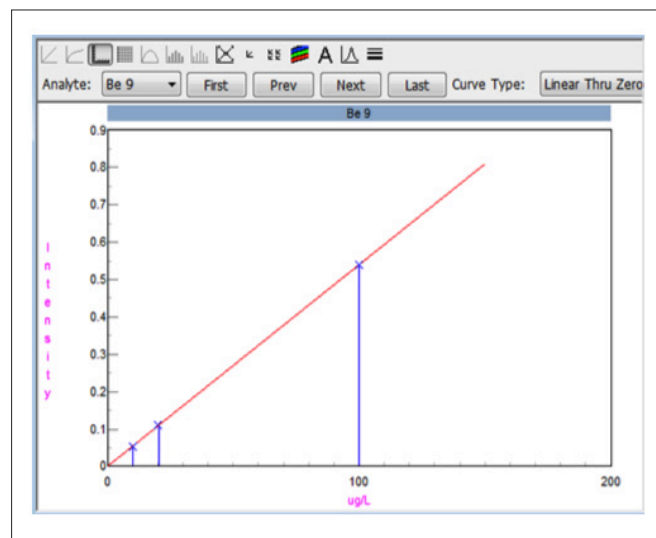 A
Analyte: Be 9 First Prev Next Last Curve Type: Linear Thru Zero
Be 9
0.9
0.8
0.7
0.6
0.5
0.4
0.3
0.2
0.1
0
Intensity
0 100 200
ug/L